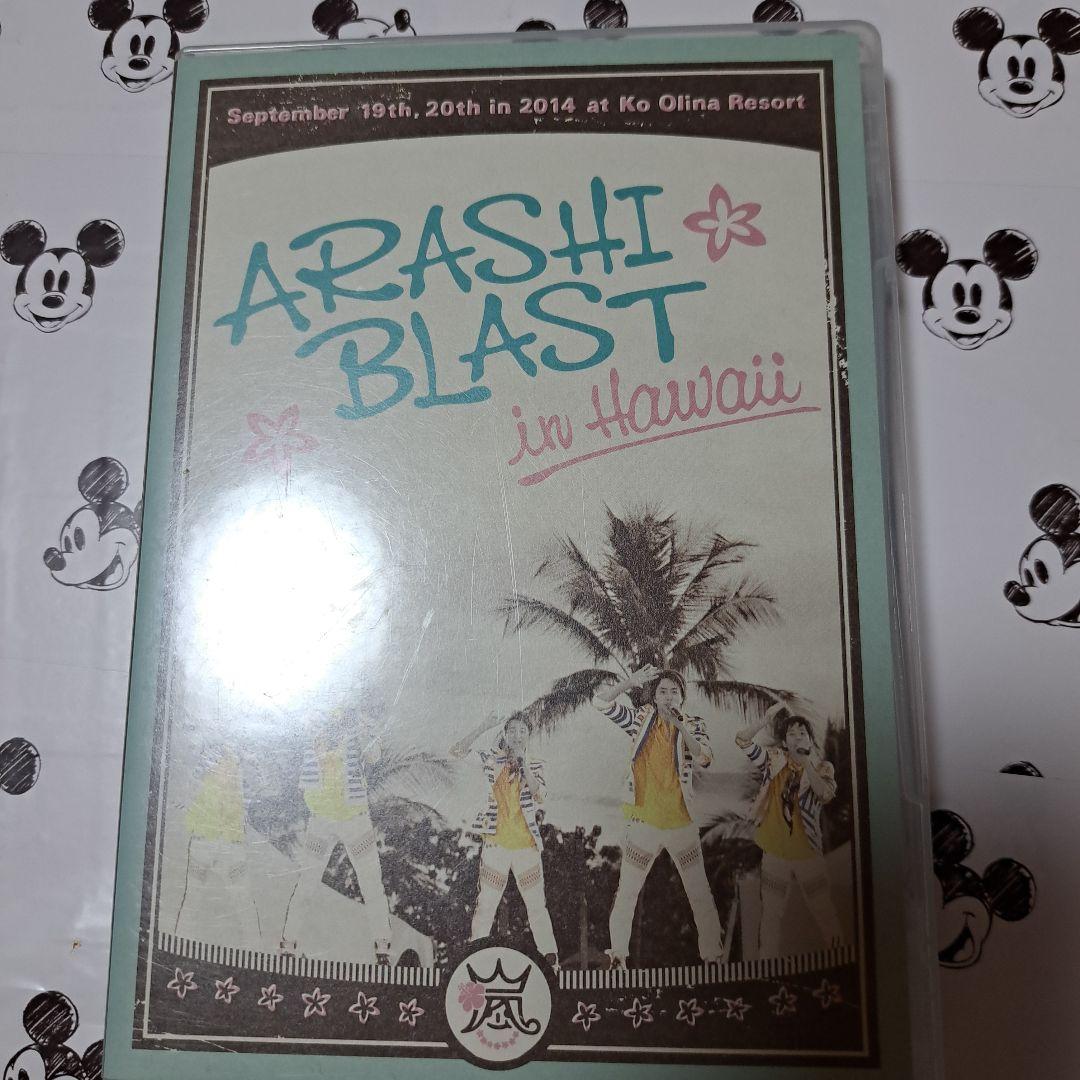 September 19th, 20th in 2014 at Ko Olina Resort
ARASHI
BLAST
in Hawaii
嵐